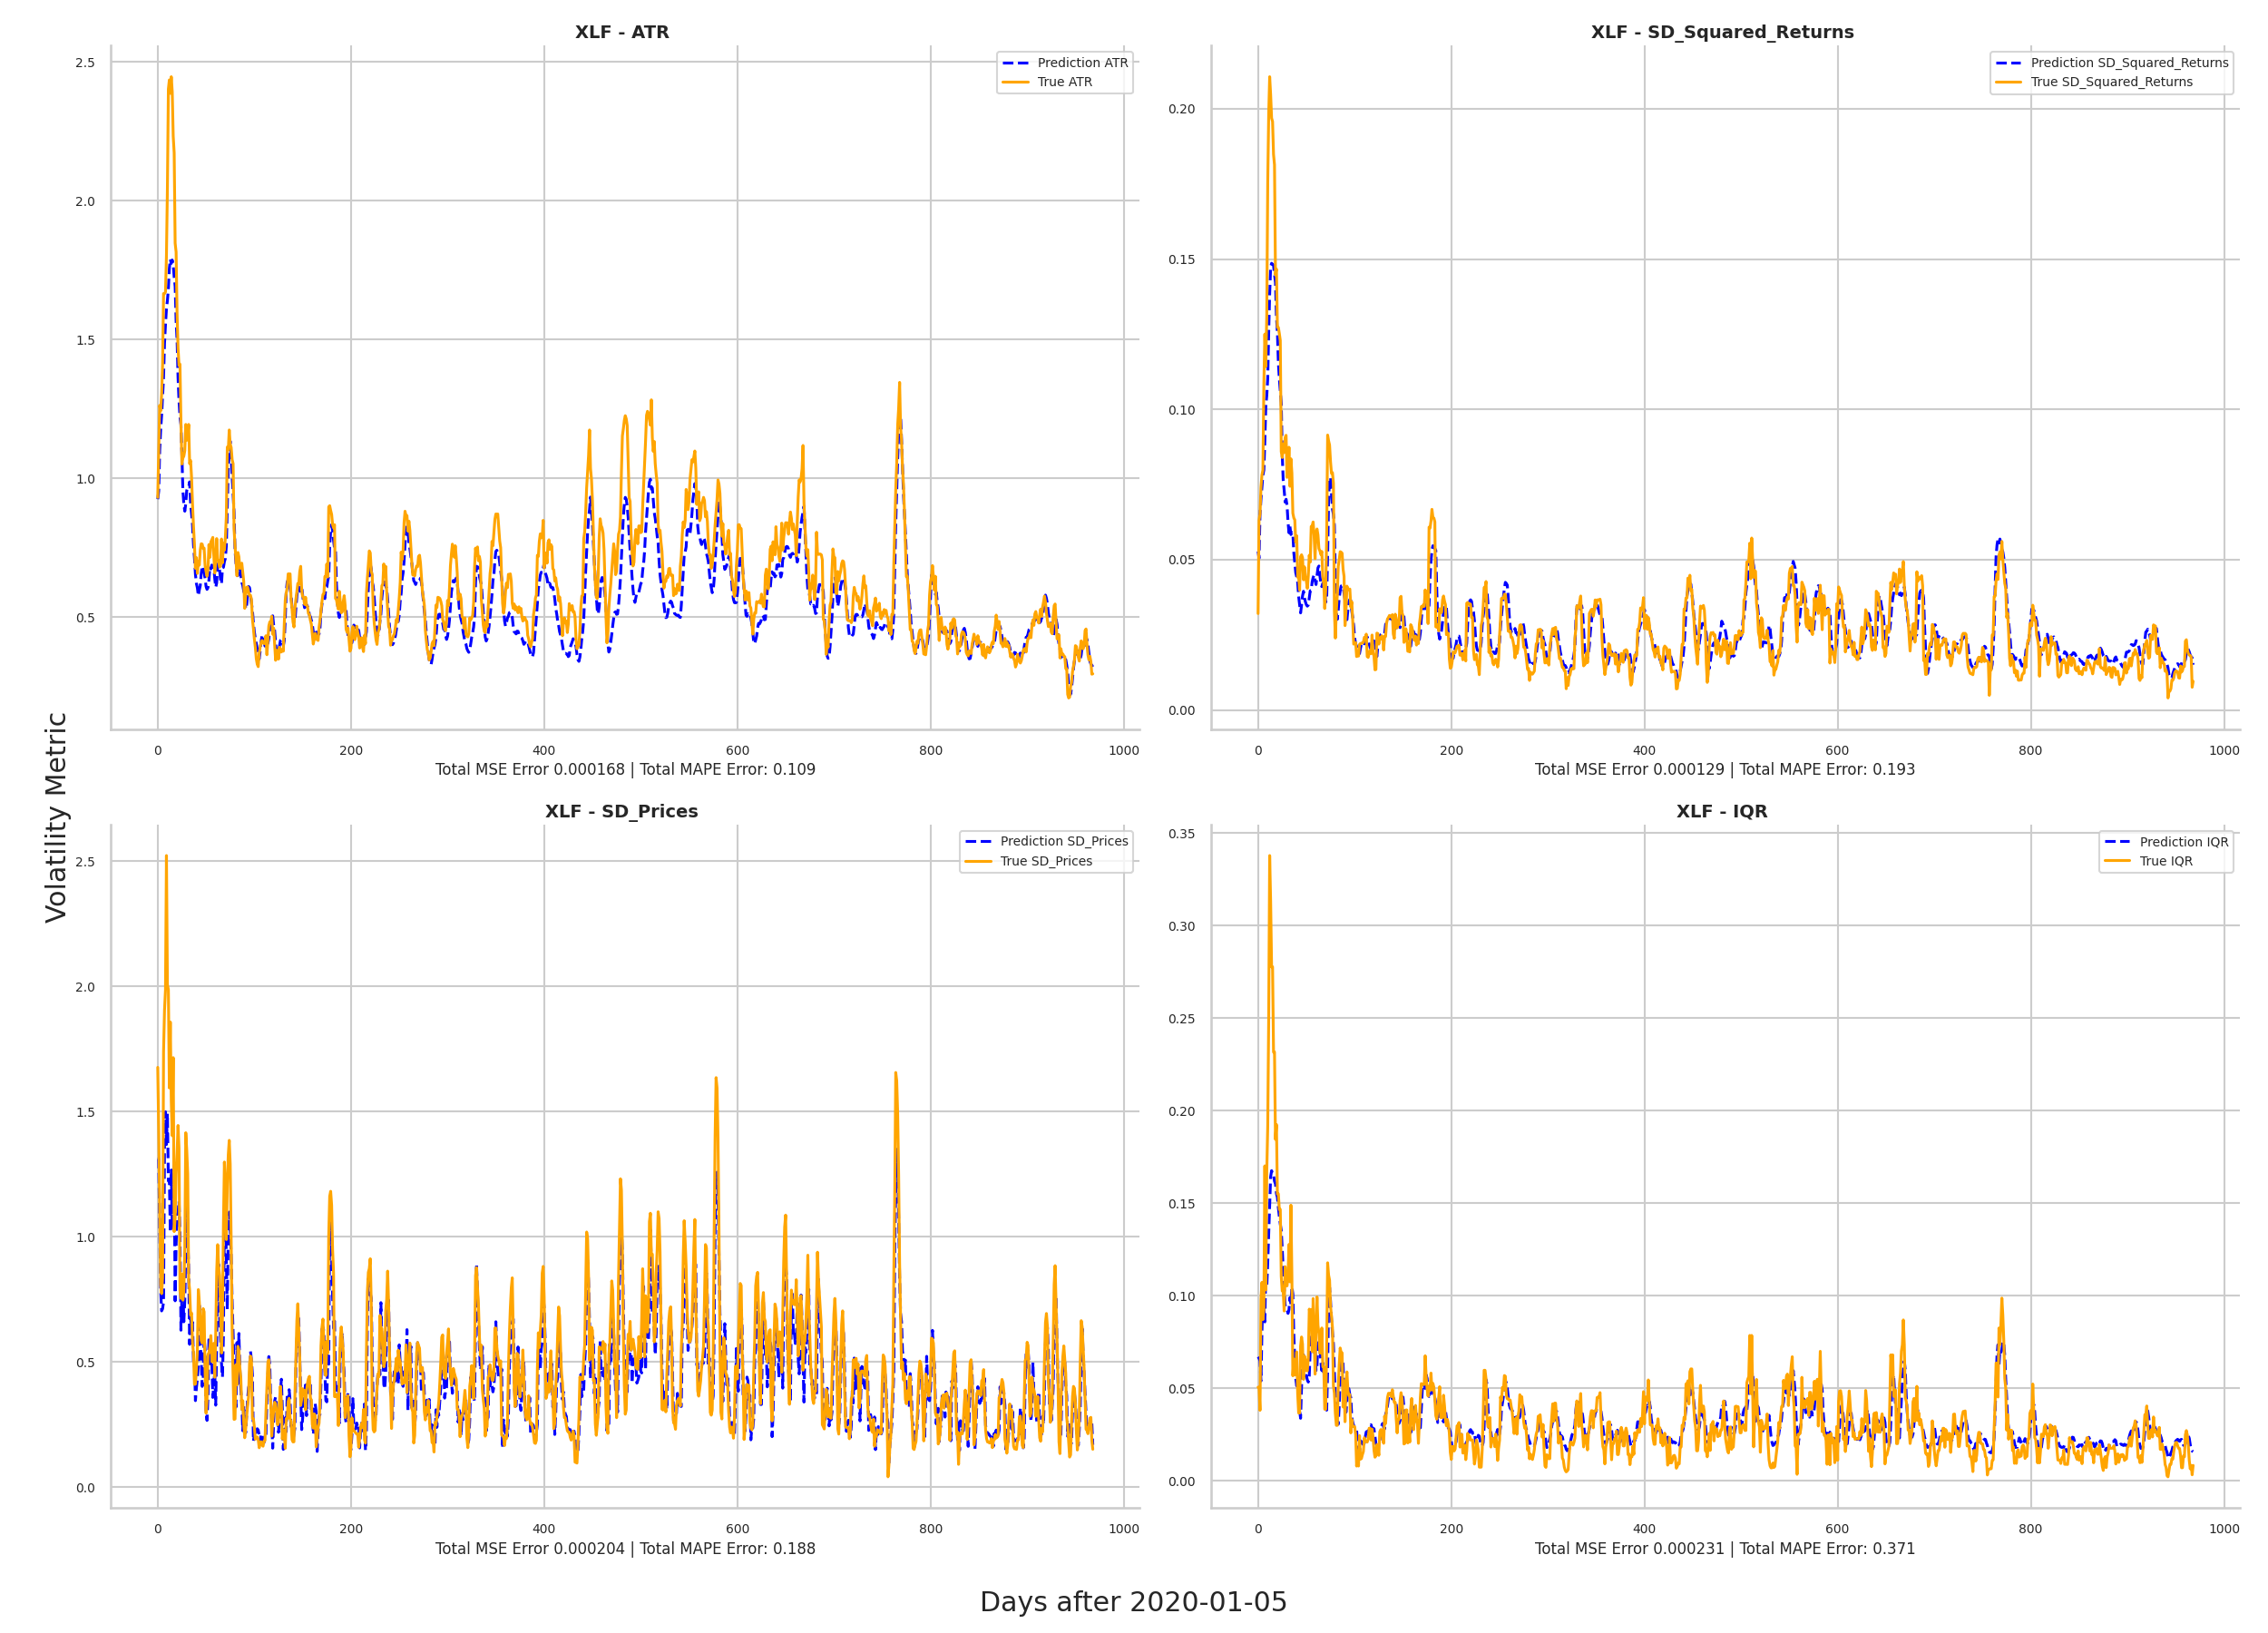 XLF - ATR
2.5
2.0
1.5
1.0
0.5
0
200
400
600
800
1000
Prediction ATR
True ATR
Total MSE Error 0.000168 | Total MAPE Error: 0.109
XLF - SD_Squared_Returns
0.20
0.15
0.10
0.05
0.00
0
200
400
600
800
1000
Prediction SD_Squared_Returns
True SD_Squared_Returns
Total MSE Error 0.000129 | Total MAPE Error: 0.193
Volatility Metric
XLF - SD_Prices
2.5
2.0
1.5
1.0
0.5
0.0
0
200
400
600
800
1000
Prediction SD_Prices
True SD_Prices
Total MSE Error 0.000204 | Total MAPE Error: 0.188
XLF - IQR
0.35
0.30
0.25
0.20
0.15
0.10
0.05
0.00
0
200
400
600
800
1000
Prediction IQR
True IQR
Total MSE Error 0.000231 | Total MAPE Error: 0.371
Days after 2020-01-05